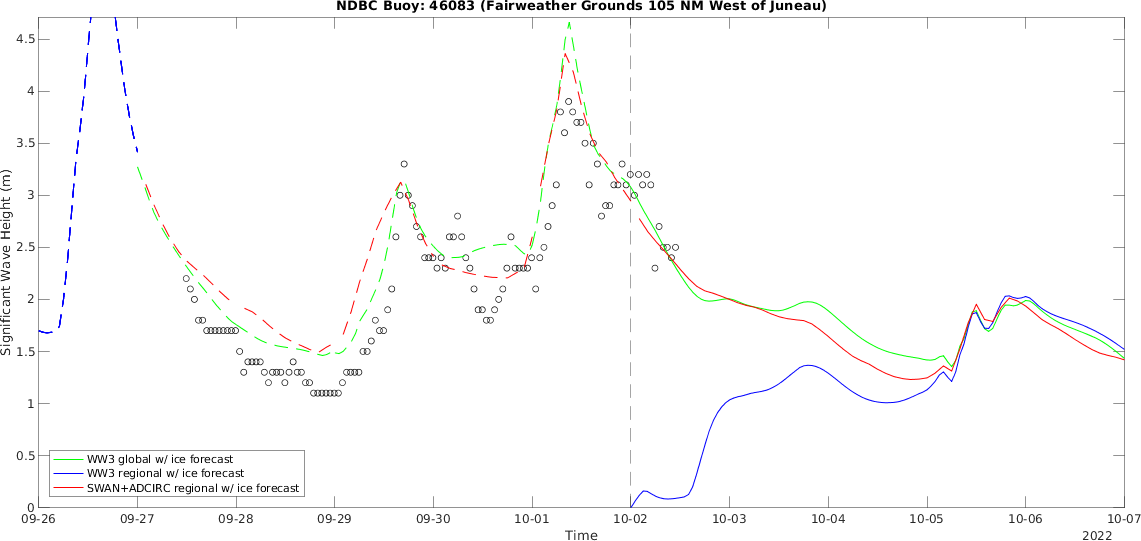 NDBC Buoy: 46083 (Fairweather Grounds 105 NM West of Juneau)
Significant Wave Height (m)
4.5
4
3.5
3
2.5
2
1.5
1
0.5
0
WW3 global w/ ice forecast
WW3 regional w/ ice forecast
SWAN+ADCIRC regional w/ ice forecast
09-26 09-27 09-28 09-29 09-30 10-01 10-02 10-03 10-04 10-05 10-06 10-07
Time
2022